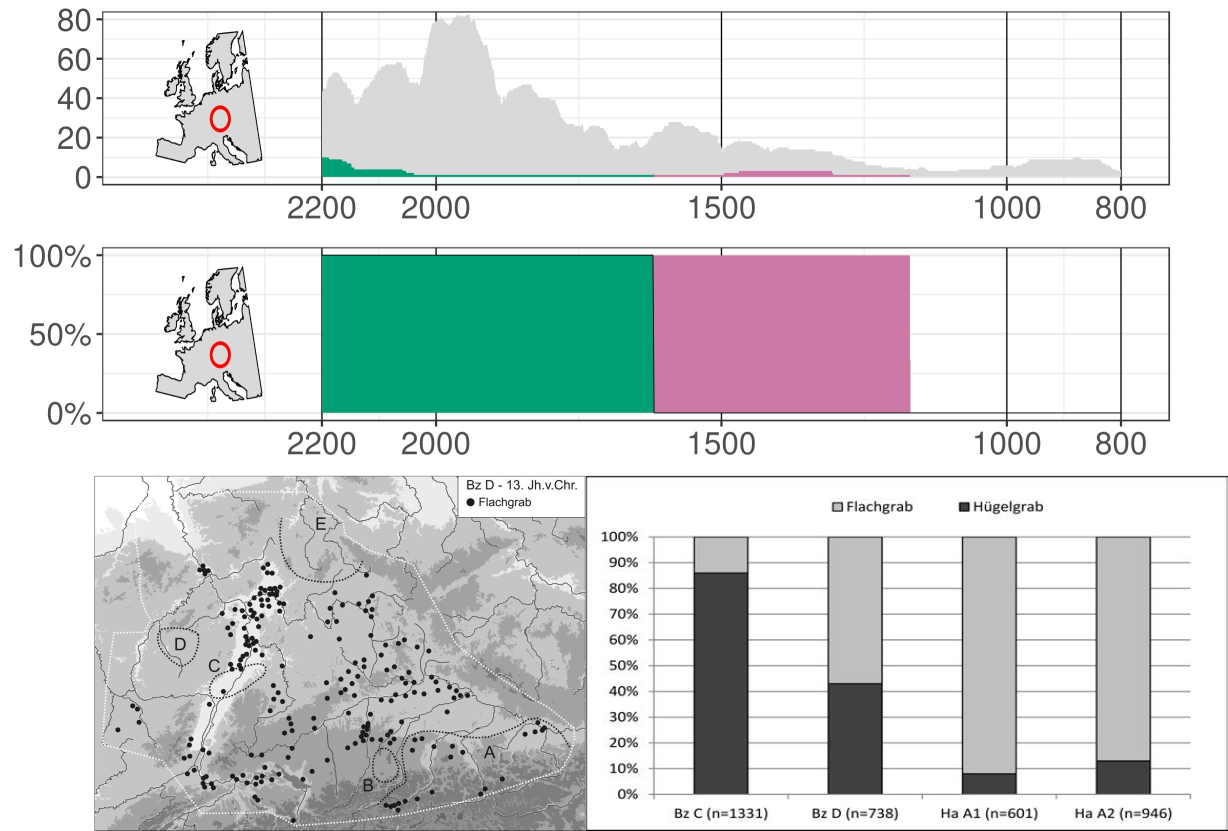 80
60
40
20
0
2200 2000 1500 1000 800
100%
50%
0%
2200 2000 1500 1000 800
Bz D - 13. Jh.v.Chr.
Flachgrab
E
D
C
A
B
Flachgrab Hügelgrab
100%
90%
80%
70%
60%
50%
40%
30%
20%
10%
0%
Bz C (n=1331) Bz D (n=738) Ha A1 (n=601) Ha A2 (n=946)